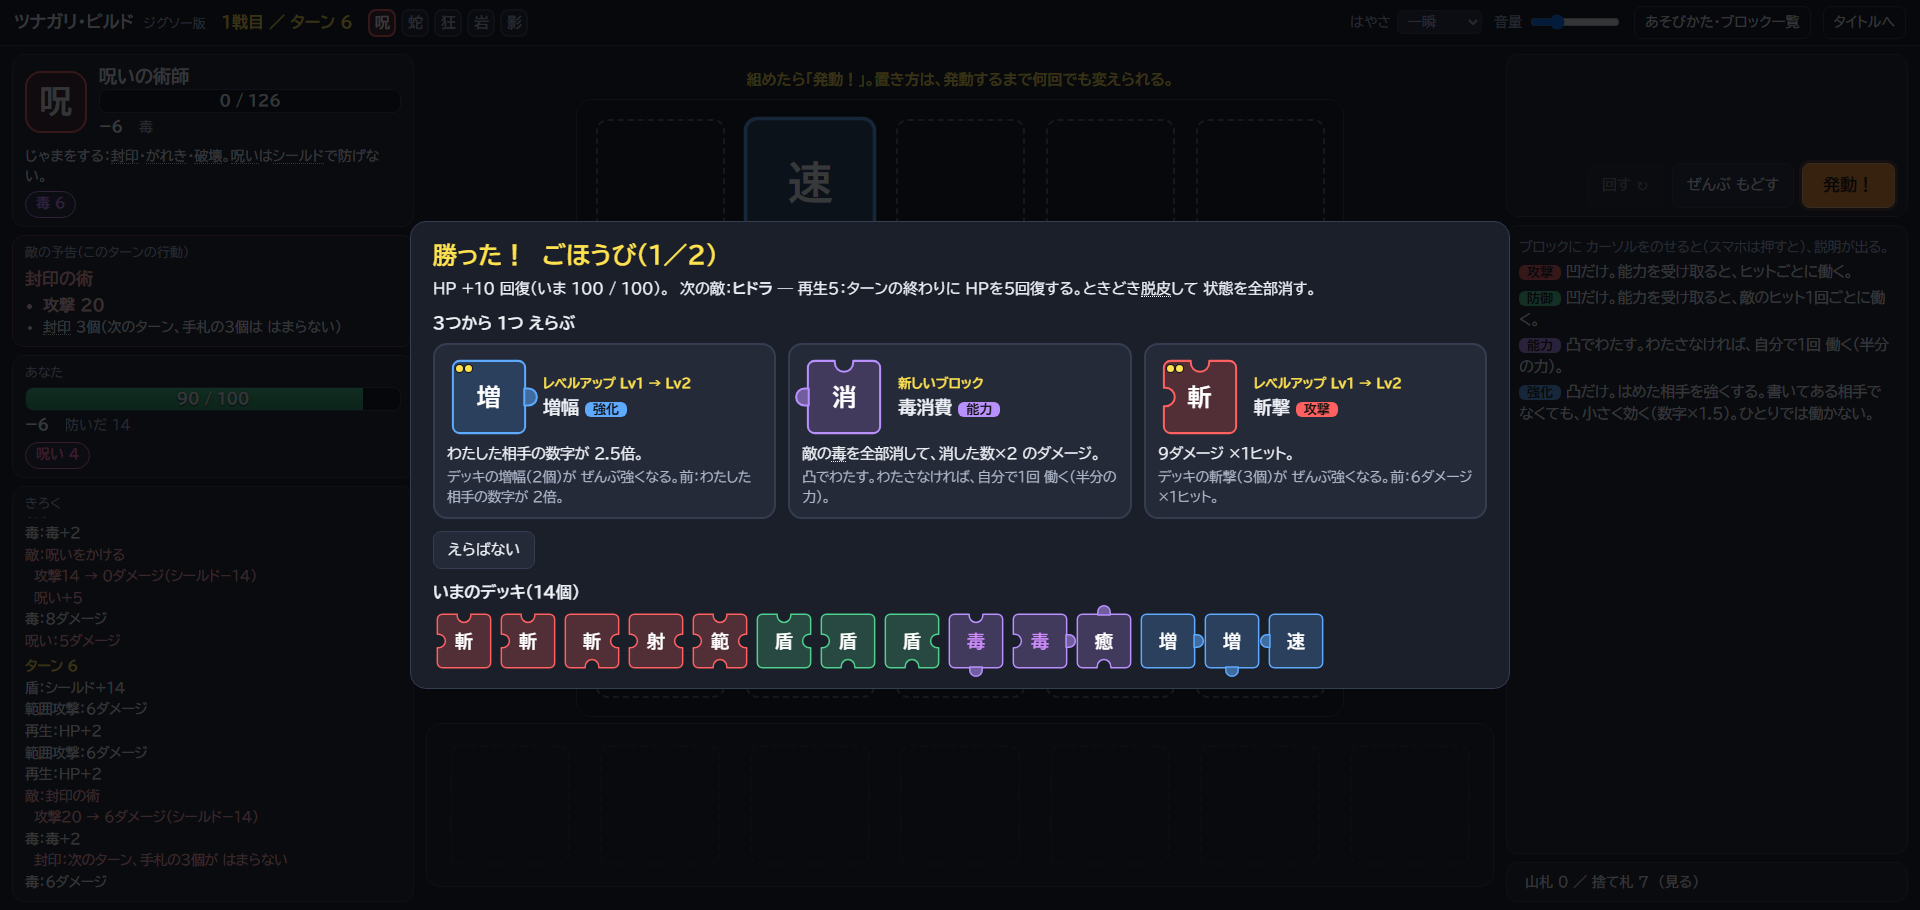 ツナガリ・ビルド ジグソー版 1戦目 ／ ターン 6 呪 蛇 狂 岩 影
はやさ 一瞬 音量 あそびかた・ブロック一覧 タイトルへ
呪 呪いの術師
0 / 126
−6 毒
じゃまをする：封印・がれき・破壊。呪いはシールドで防げな
い。
毒 6
敵の予告（このターンの行動）
封印の術
• 攻撃 20
• 封印 3個（次のターン、手札の3個は はまらない）
あなた
90 / 100
−6 防いだ 14
呪い 4
きろく
毒：毒+2
敵：呪いをかける
攻撃14 → 0ダメージ（シールド−14）
呪い+5
毒：8ダメージ
呪い：5ダメージ
ターン 6
盾：シールド+14
範囲攻撃：6ダメージ
再生：HP+2
範囲攻撃：6ダメージ
再生：HP+2
敵：封印の術
攻撃20 → 6ダメージ（シールド−14）
毒：毒+2
封印：次のターン、手札の3個が はまらない
毒：6ダメージ
組めたら「発動！」。置き方は、発動するまで何回でも変えられる。
速
勝った！ ごほうび（1／2）
HP +10 回復（いま 100 / 100）。 次の敵：ヒドラ — 再生5：ターンの終わりに HPを5回復する。ときどき脱皮して 状態を全部消す。
3つから 1つ えらぶ
増 レベルアップ Lv1 → Lv2
増幅 強化
わたした相手の数字が 2.5倍。
デッキの増幅（2個）が ぜんぶ強くなる。前：わたした
相手の数字が 2倍。
消 新しいブロック
毒消費 能力
敵の毒を全部消して、消した数×2 のダメージ。
凸でわたす。わたさなければ、自分で1回 働く（半分の
力）。
斬 レベルアップ Lv1 → Lv2
斬撃 攻撃
9ダメージ ×1ヒット。
デッキの斬撃（3個）が ぜんぶ強くなる。前：6ダメージ
×1ヒット。
えらばない
いまのデッキ（14個）
斬 斬 斬 射 範 盾 盾 盾 毒 毒 癒 増 増 速
回す ↻ ぜんぶ もどす 発動！
ブロックに カーソルをのせると（スマホは押すと）、説明が出る。
攻撃 凹だけ。能力を受け取ると、ヒットごとに働く。
防御 凹だけ。能力を受け取ると、敵のヒット1回ごとに働
く。
能力 凸でわたす。わたさなければ、自分で1回 働く（半分
の力）。
強化 凸だけ。はめた相手を強くする。書いてある相手で
なくても、小さく効く（数字×1.5）。ひとりでは働かない。
山札 0 ／ 捨て札 7 （見る）